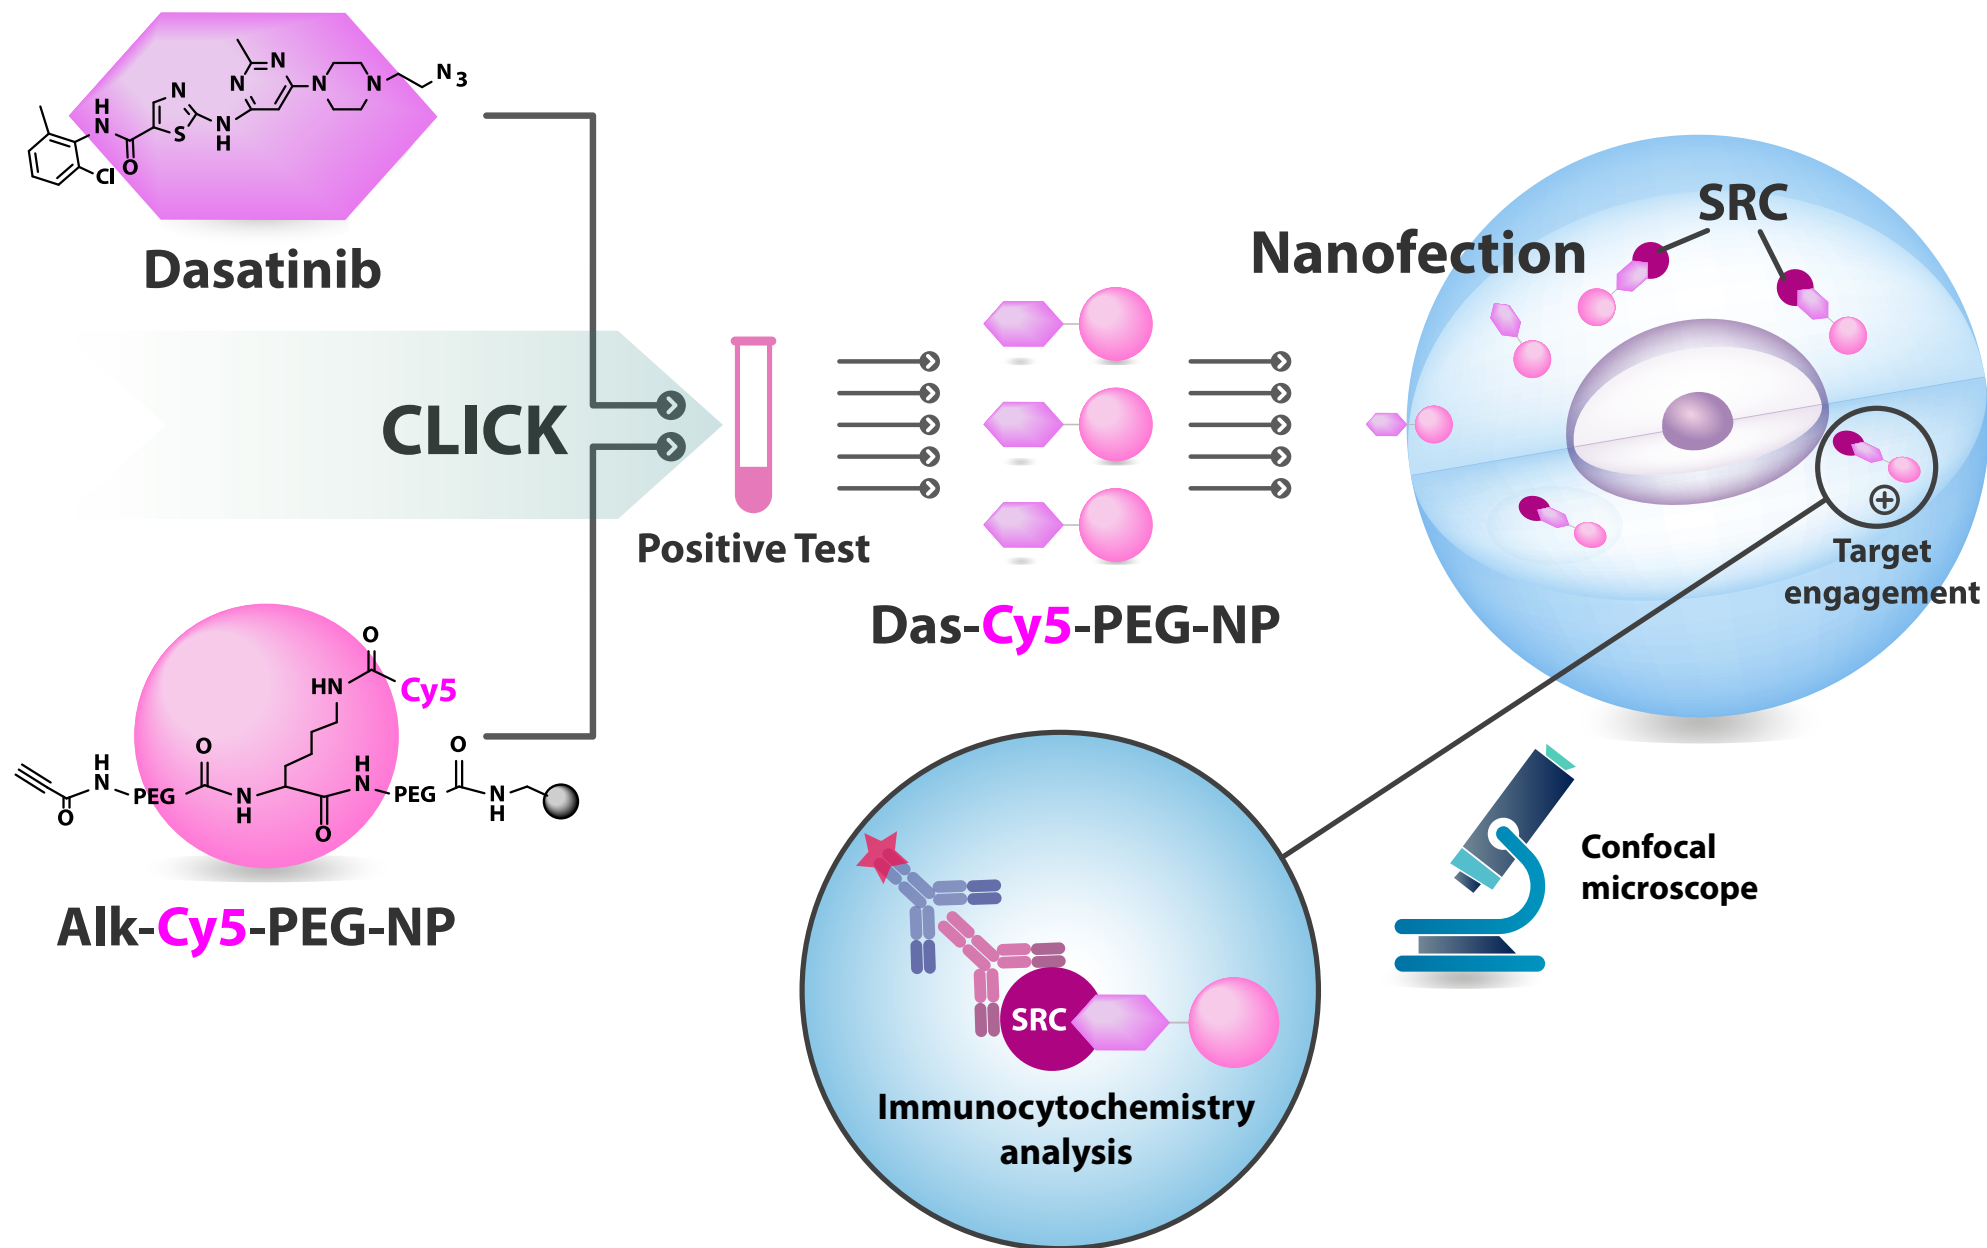 N
N
N
N
N 3
H
N
N
S
N
H
O
Cl
Dasatinib
CLICK
Positive Test
Das-Cy5-PEG-NP
Nanofection
SRC
Target
engagement
O
HN
Cy5
O
H
N
PEG
O
N
H
O
H
N
PEG
O
N
H
Alk-Cy5-PEG-NP
Confocal
microscope
SRC
Immunocytochemistry
analysis